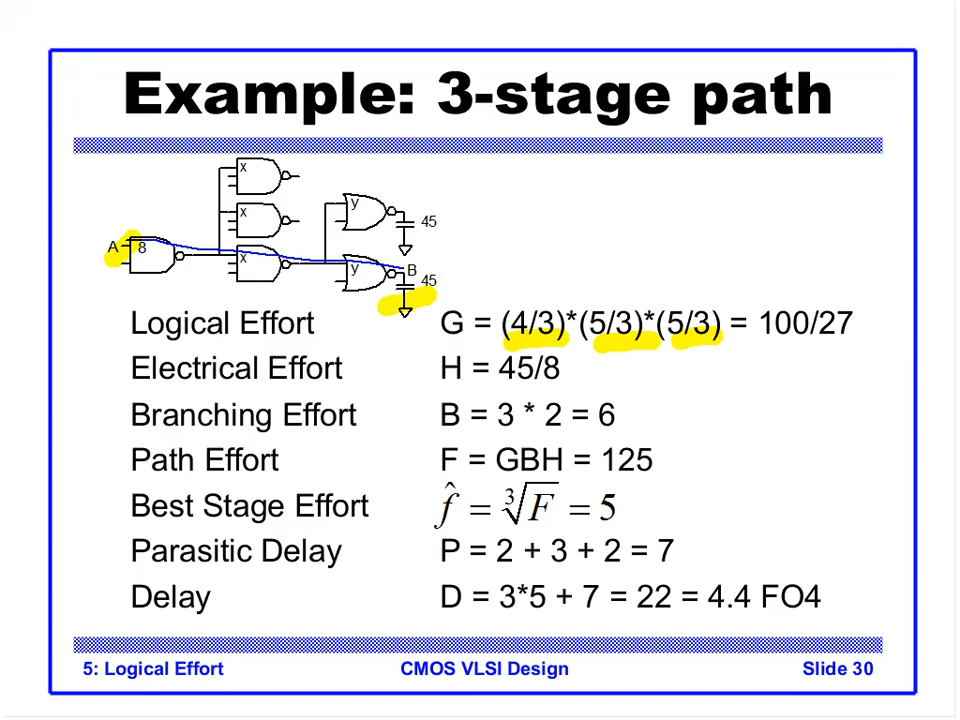 Example: 3-stage path
x
x
y
45
A 8
x
y
B
45
Logical Effort G = (4/3)*(5/3)*(5/3) = 100/27
Electrical Effort H = 45/8
Branching Effort B = 3 * 2 = 6
Path Effort F = GBH = 125
Best Stage Effort f̂ = ∛F = 5
Parasitic Delay P = 2 + 3 + 2 = 7
Delay D = 3*5 + 7 = 22 = 4.4 FO4
5: Logical Effort CMOS VLSI Design Slide 30